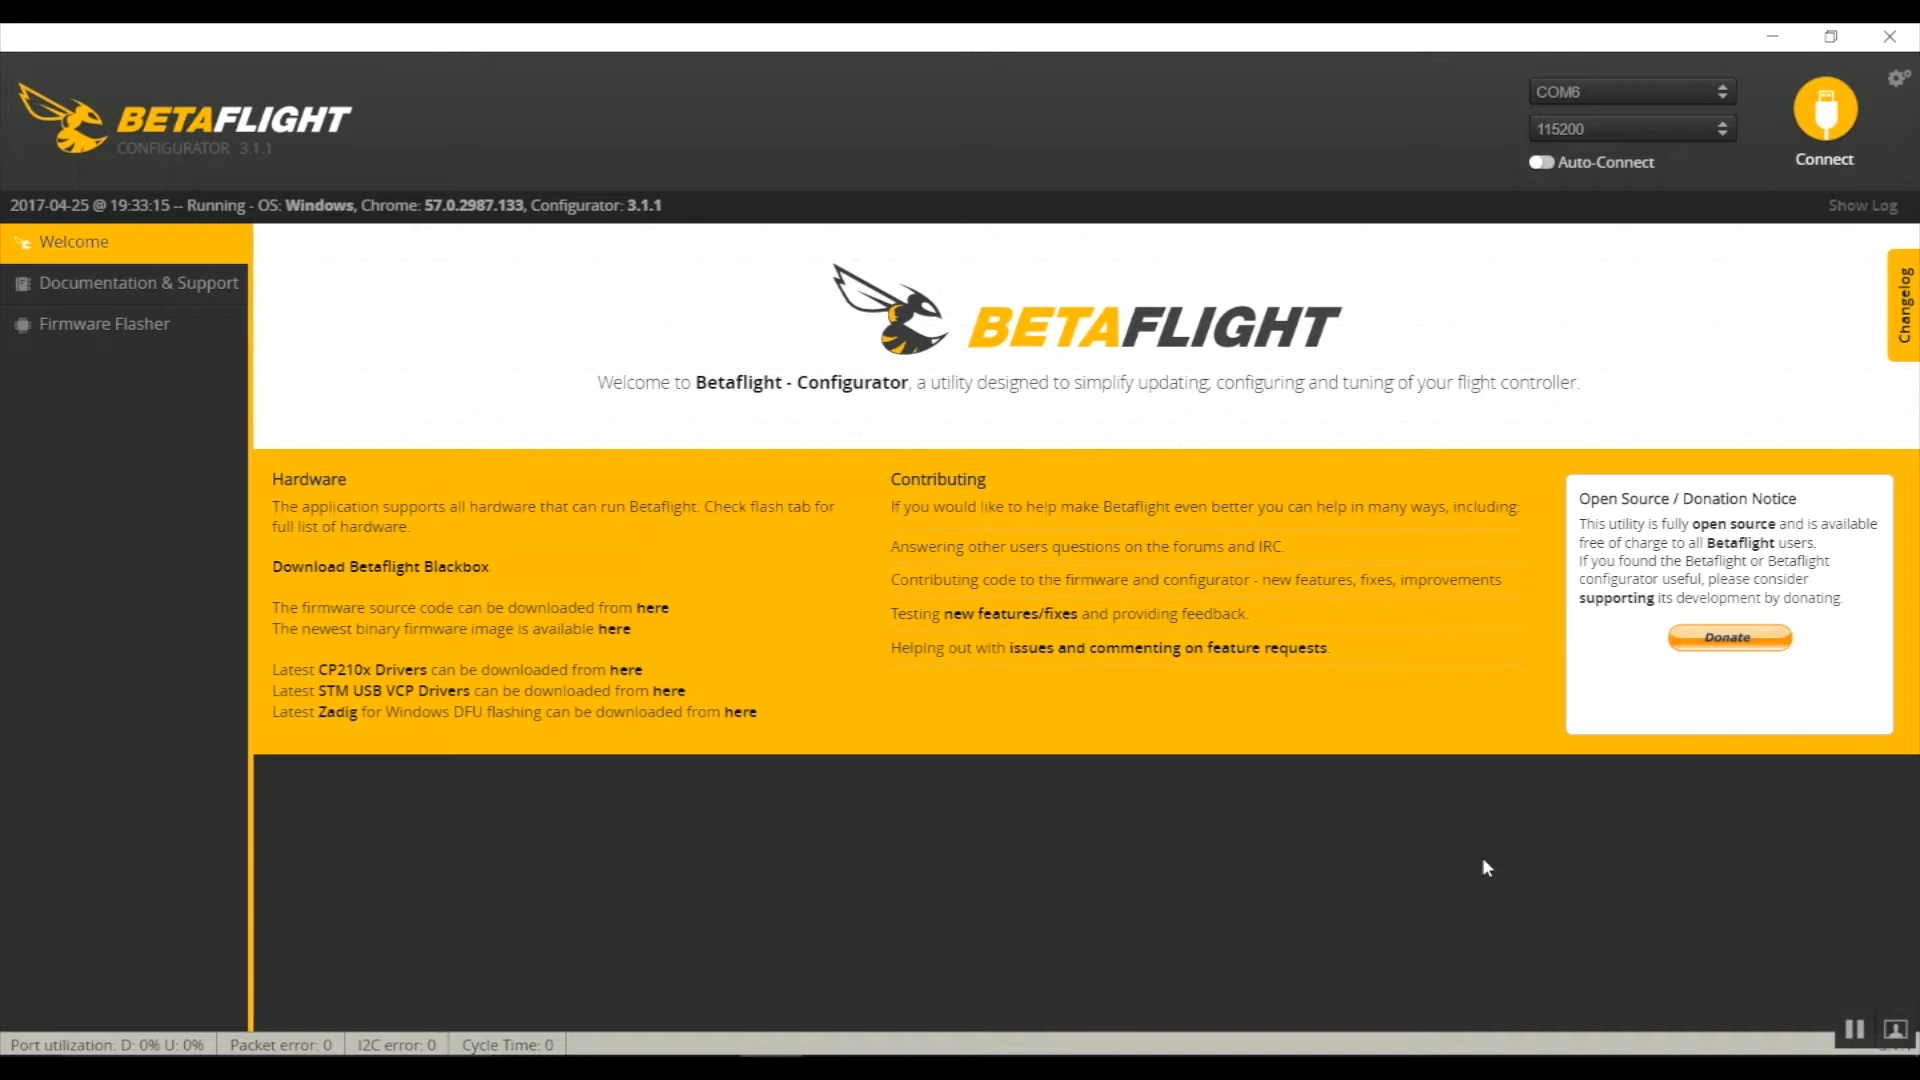 BETAFLIGHT
CONFIGURATOR 3.1.1
COM6
115200
Auto-Connect
Connect
2017-04-25 @ 19:33:15 -- Running - OS: Windows, Chrome: 57.0.2987.133, Configurator: 3.1.1
Show Log
Welcome
Documentation & Support
Firmware Flasher
Changelog
BETAFLIGHT
Welcome to Betaflight - Configurator, a utility designed to simplify updating, configuring and tuning of your flight controller.
Hardware
The application supports all hardware that can run Betaflight. Check flash tab for
full list of hardware.
Download Betaflight Blackbox
The firmware source code can be downloaded from here
The newest binary firmware image is available here
Latest CP210x Drivers can be downloaded from here
Latest STM USB VCP Drivers can be downloaded from here
Latest Zadig for Windows DFU flashing can be downloaded from here
Contributing
If you would like to help make Betaflight even better you can help in many ways, including:
Answering other users questions on the forums and IRC.
Contributing code to the firmware and configurator - new features, fixes, improvements
Testing new features/fixes and providing feedback.
Helping out with issues and commenting on feature requests.
Open Source / Donation Notice
This utility is fully open source and is available
free of charge to all Betaflight users.
If you found the Betaflight or Betaflight
configurator useful, please consider
supporting its development by donating.
Donate
Port utilization: D: 0% U: 0%
Packet error: 0
I2C error: 0
Cycle Time: 0